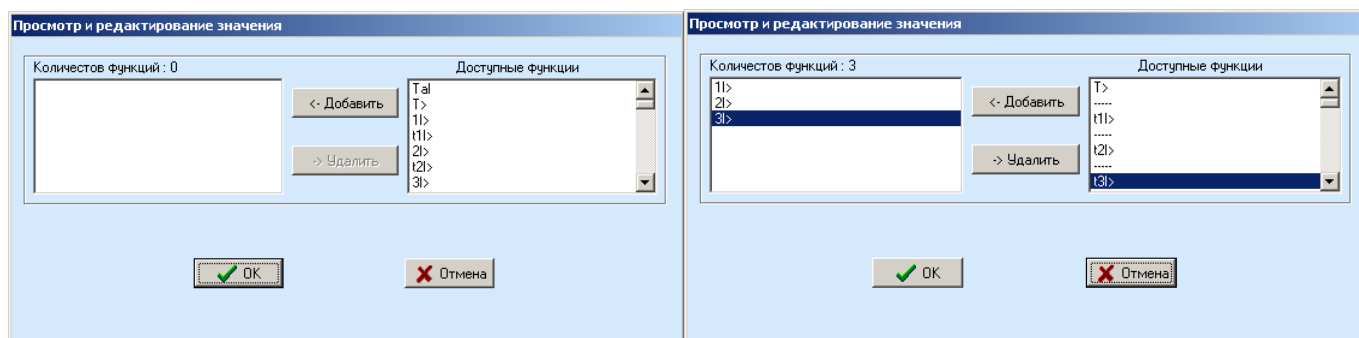 Просмотр и редактирование значения
Количестов функций : 0
Доступные функции
<- Добавить
-> Удалить
Tal
T>
1I>
t1I>
2I>
t2I>
3I>
OK
Отмена
Просмотр и редактирование значения
Количестов функций : 3
Доступные функции
1I>
2I>
3I>
<- Добавить
-> Удалить
T>
-----
t1I>
-----
t2I>
-----
t3I>
OK
Отмена